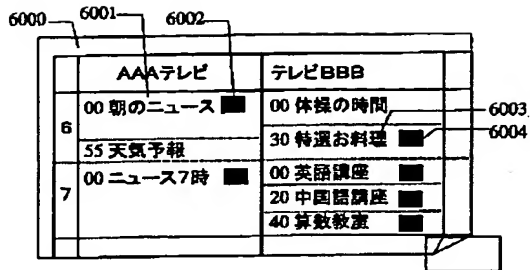 6000
6001
6002
AAAテレビ
テレビBBB
6
00 朝のニュース
00 体操の時間
6003
30 特選お料理
6004
55 天気予報
7
00 ニュース7時
00 英語講座
20 中国語講座
40 算数教室